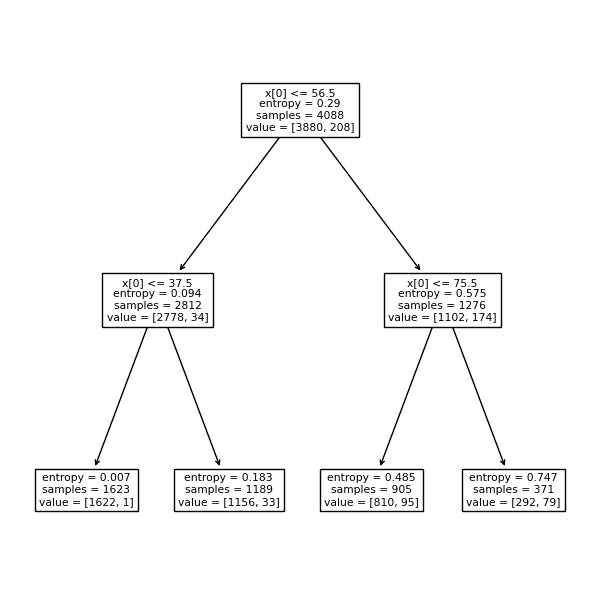 x[0] <= 56.5
entropy = 0.29
samples = 4088
value = [3880, 208]
x[0] <= 37.5
entropy = 0.094
samples = 2812
value = [2778, 34]
x[0] <= 75.5
entropy = 0.575
samples = 1276
value = [1102, 174]
entropy = 0.007
samples = 1623
value = [1622, 1]
entropy = 0.183
samples = 1189
value = [1156, 33]
entropy = 0.485
samples = 905
value = [810, 95]
entropy = 0.747
samples = 371
value = [292, 79]